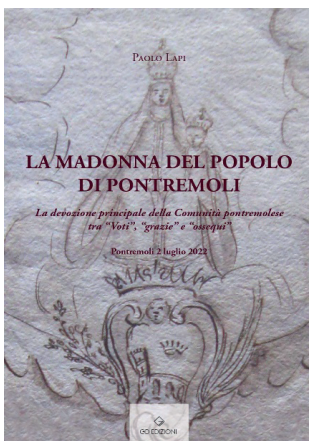 PAOLO LAPI
LA MADONNA DEL POPOLO
DI PONTREMOLI
La devozione principale della Comunità pontremolese
tra “Voti”, “grazie” e “ossequi”
Pontremoli 2 luglio 2022
GD EDIZIONI